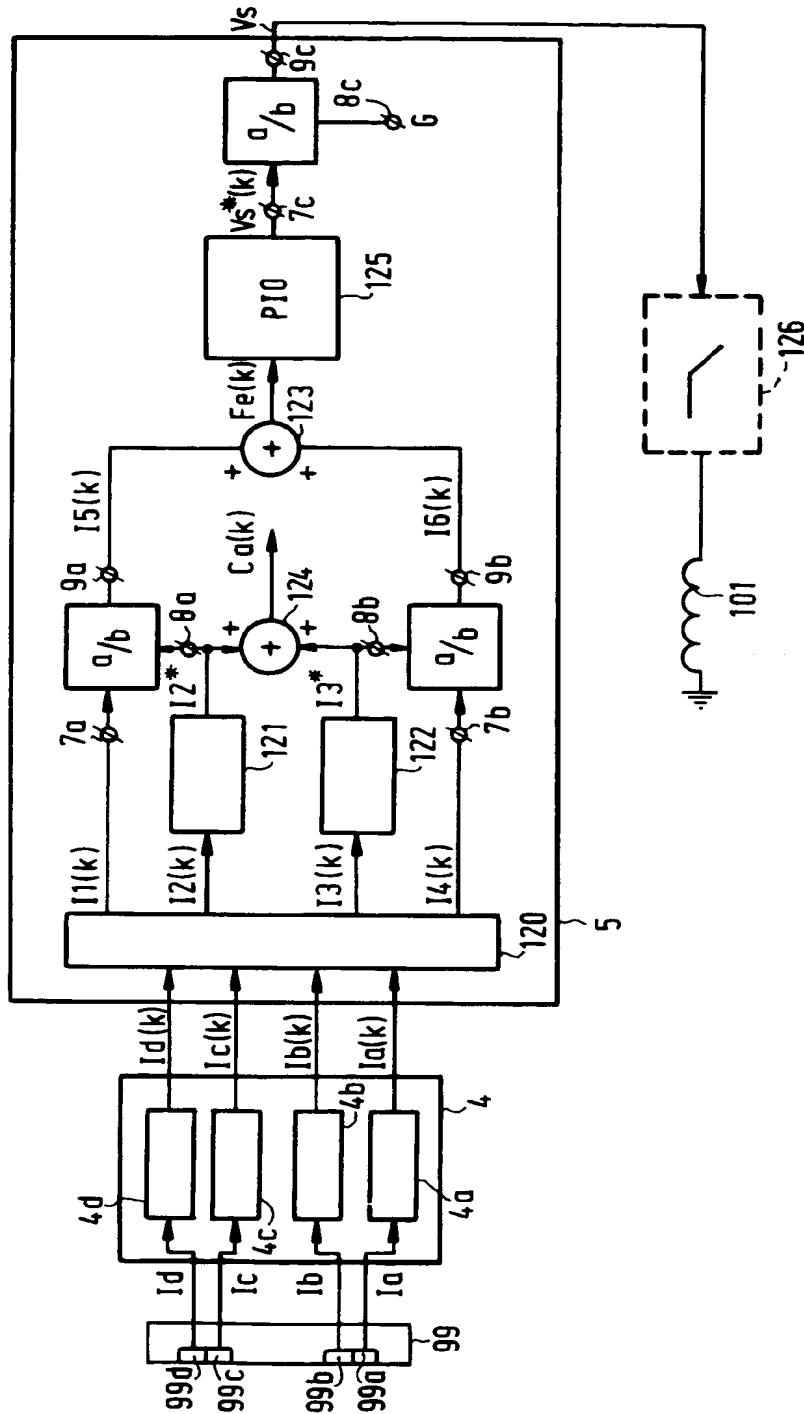 99d
99c
99b
99a
99
Id
Ic
Ib
Ia
4d
4c
4b
4a
4
Id(k)
Ic(k)
Ib(k)
Ia(k)
120
5
I1(k)
I2(k)
I3(k)
I4(k)
7a
121
122
7b
I2*
I3*
a/b
8a
8b
a/b
9a
9b
+
+
+
124
Ca(k)
I5(k)
I6(k)
+
+
+
123
Fe(k)
PIO
125
Vs*(k)
7c
a/b
8c
G
9c
Vs
126
101